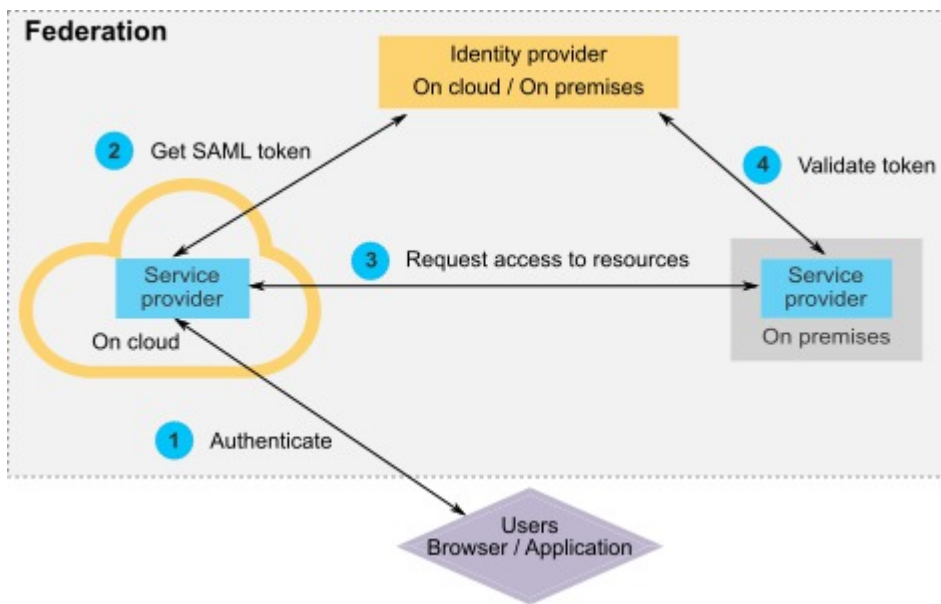 Federation
Identity provider
On cloud / On premises
2 Get SAML token
4 Validate token
3 Request access to resources
Service
provider
On cloud
Service
provider
On premises
1 Authenticate
Users
Browser / Application